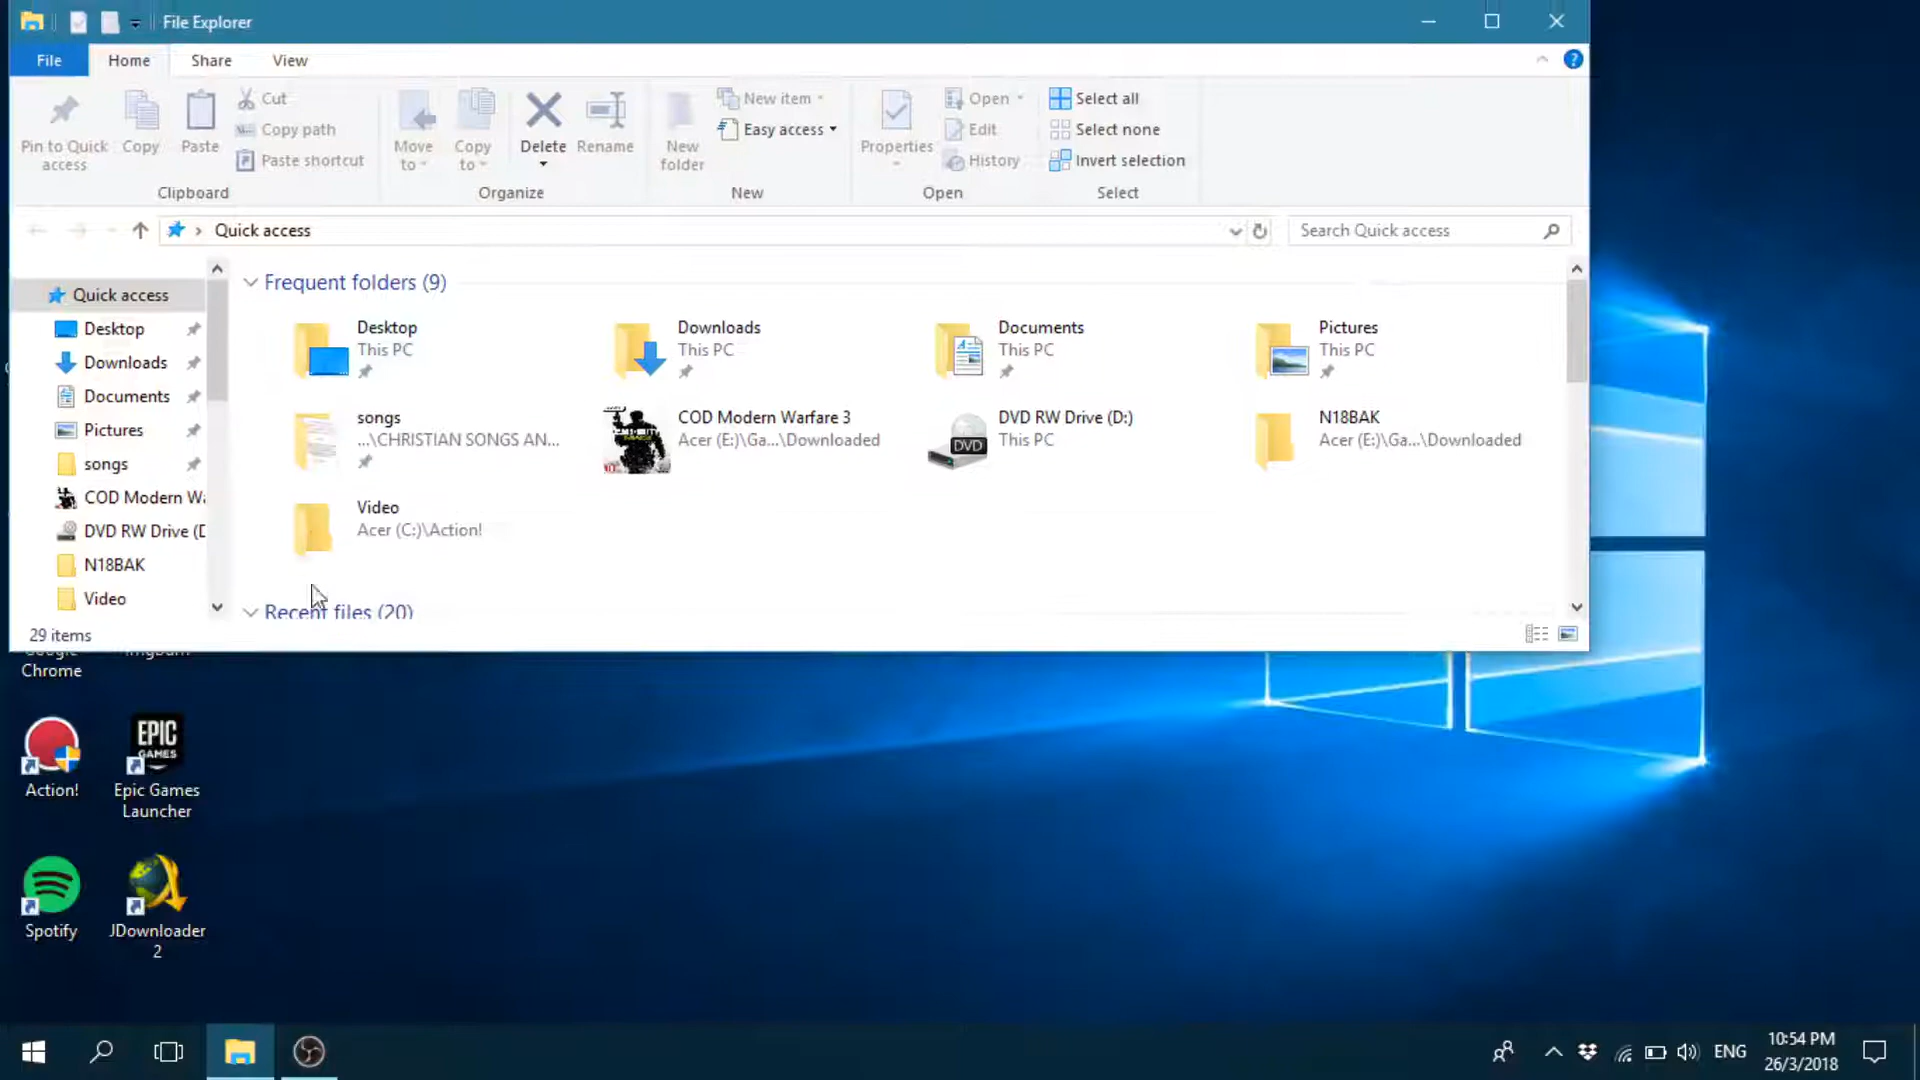 File Explorer
File Home Share View
Pin to Quick access
Copy
Paste
Cut
Copy path
Paste shortcut
Move to
Copy to
Delete
Rename
New folder
New item
Easy access
Properties
Open
Edit
History
Select all
Select none
Invert selection
Clipboard Organize New Open Select
Quick access
Search Quick access
Quick access
Desktop
Downloads
Documents
Pictures
songs
COD Modern Wa
DVD RW Drive (D
N18BAK
Video
Frequent folders (9)
Desktop
This PC
Downloads
This PC
Documents
This PC
Pictures
This PC
songs
...\CHRISTIAN SONGS AN...
COD Modern Warfare 3
Acer (E:)\Ga...\Downloaded
DVD RW Drive (D:)
This PC
N18BAK
Acer (E:)\Ga...\Downloaded
Video
Acer (C:)\Action!
Recent files (20)
29 items
Google
Chrome
Action!
EPIC
GAMES
Epic Games
Launcher
Spotify
JDownloader
2
ENG
10:54 PM
26/3/2018